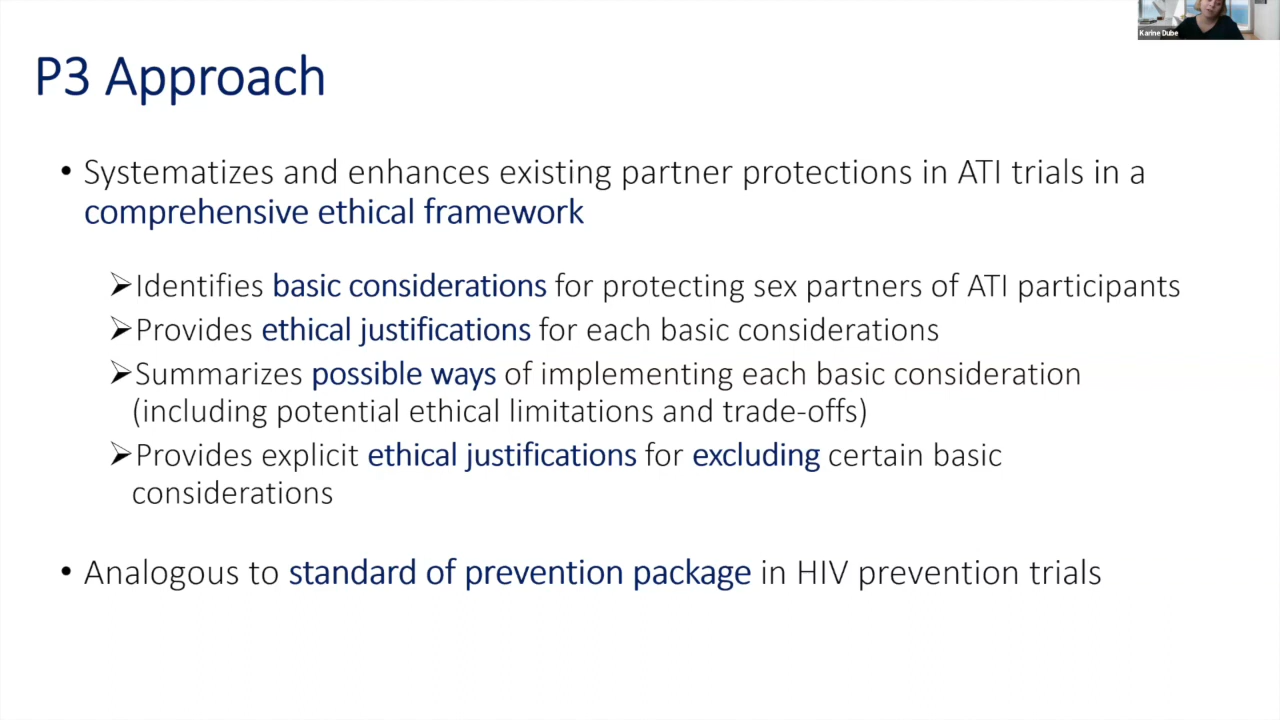 Karine Dube
P3 Approach
• Systematizes and enhances existing partner protections in ATI trials in a
comprehensive ethical framework
➢Identifies basic considerations for protecting sex partners of ATI participants
➢Provides ethical justifications for each basic considerations
➢Summarizes possible ways of implementing each basic consideration
(including potential ethical limitations and trade-offs)
➢Provides explicit ethical justifications for excluding certain basic
considerations
• Analogous to standard of prevention package in HIV prevention trials